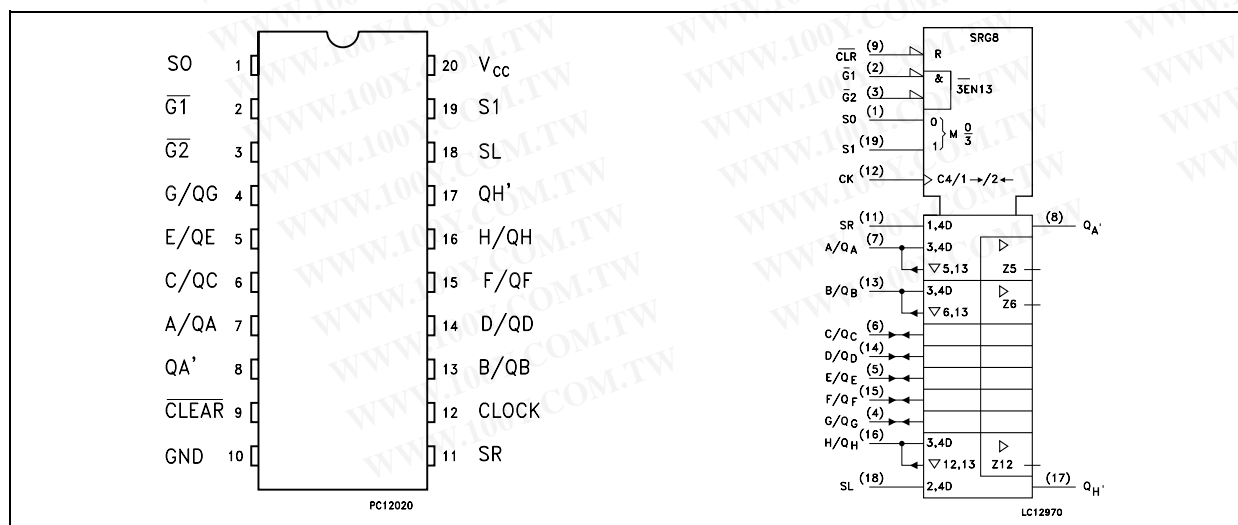 S0 1 20 VCC
G1 2 19 S1
G2 3 18 SL
G/QG 4 17 QH'
E/QE 5 16 H/QH
C/QC 6 15 F/QF
A/QA 7 14 D/QD
QA' 8 13 B/QB
CLEAR 9 12 CLOCK
GND 10 11 SR
PC12020
SRG8
CLR (9) R
G1 (2) &
3EN13
G2 (3)
S0 (1) 0
M 0/3
S1 (19) 1
CK (12) C4/1→/2←
SR (11) 1,4D (8) QA'
A/QA (7) 3,4D ▷
▽5,13 Z5
B/QB (13) 3,4D ▷
▽6,13 Z6
C/QC (6)
D/QD (14)
E/QE (5)
F/QF (15)
G/QG (4)
H/QH (16) 3,4D ▷
▽12,13 Z12
SL (18) 2,4D (17) QH'
LC12970
WWW.100Y.COM.TW